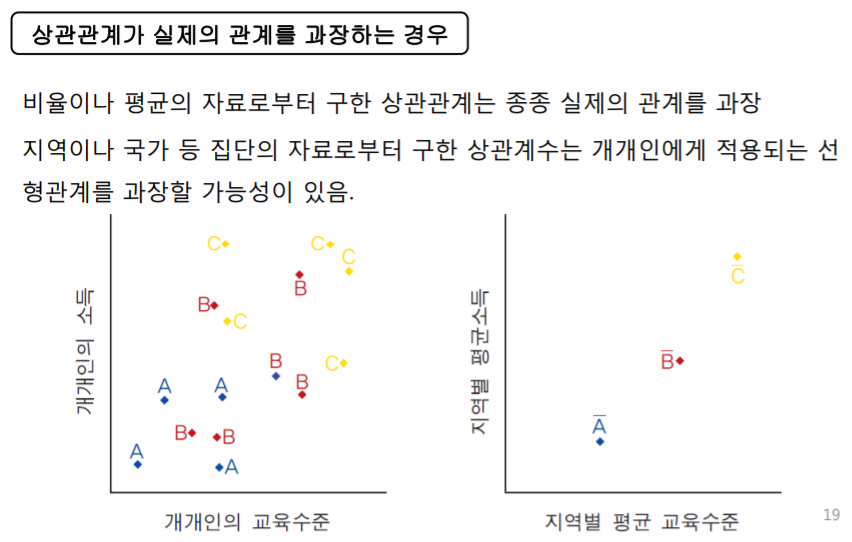 상관관계가 실제의 관계를 과장하는 경우
비율이나 평균의 자료로부터 구한 상관관계는 종종 실제의 관계를 과장
지역이나 국가 등 집단의 자료로부터 구한 상관계수는 개개인에게 적용되는 선
형관계를 과장할 가능성이 있음.
개개인의 소득
C
C
C
B
B
C
B
C
B
A
A
B
B
A
A
개개인의 교육수준
지역별 평균소득
C̅
B̅
A̅
지역별 평균 교육수준
19